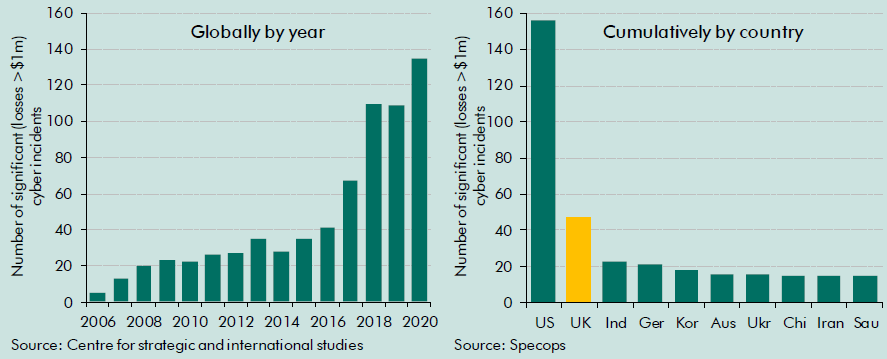 Globally by year
Number of significant (losses > $1m)
cyber incidents
160
140
120
100
80
60
40
20
0
2006 2008 2010 2012 2014 2016 2018 2020
Source: Centre for strategic and international studies
Cumulatively by country
Number of significant (losses > $1m)
cyber incidents
160
140
120
100
80
60
40
20
0
US UK Ind Ger Kor Aus Ukr Chi Iran Sau
Source: Specops